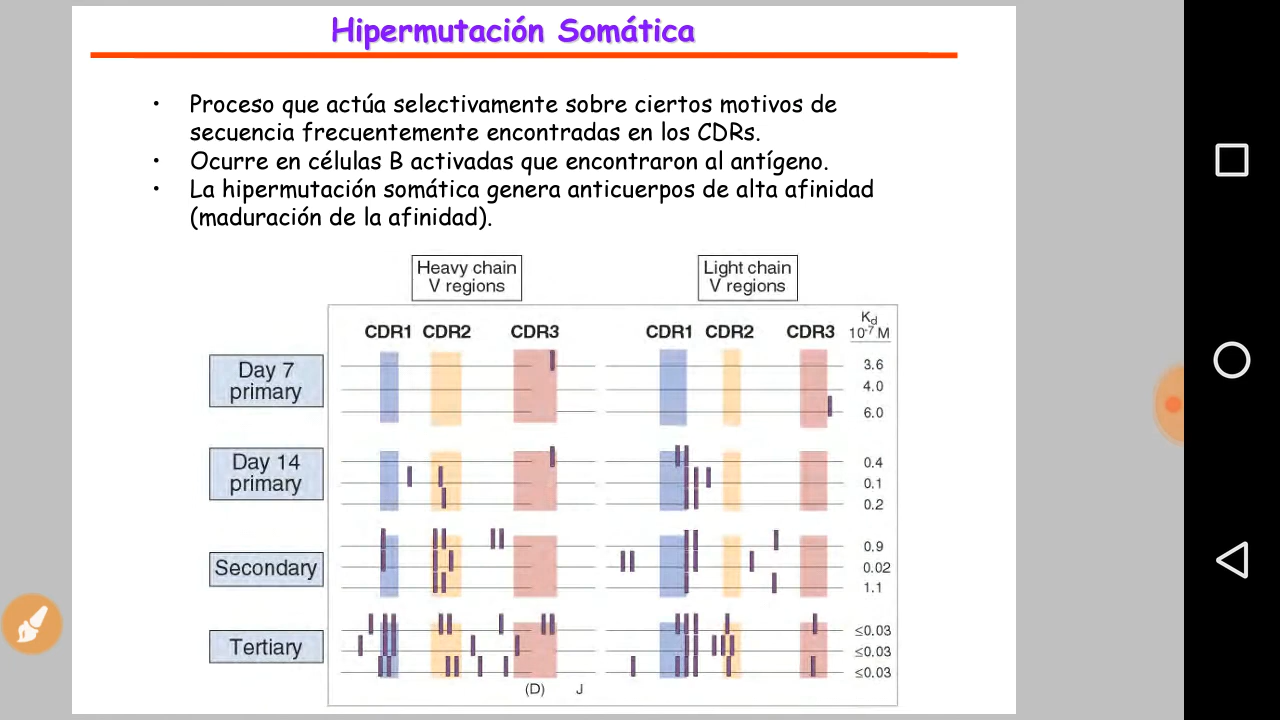 Hipermutación Somática
• Proceso que actúa selectivamente sobre ciertos motivos de
secuencia frecuentemente encontradas en los CDRs.
• Ocurre en células B activadas que encontraron al antígeno.
• La hipermutación somática genera anticuerpos de alta afinidad
(maduración de la afinidad).
Heavy chain
V regions
Light chain
V regions
CDR1 CDR2 CDR3 CDR1 CDR2 CDR3
Kd
10-7 M
Day 7
primary
3.6
4.0
6.0
Day 14
primary
0.4
0.1
0.2
Secondary
0.9
0.02
1.1
Tertiary
≤0.03
≤0.03
≤0.03
(D) J